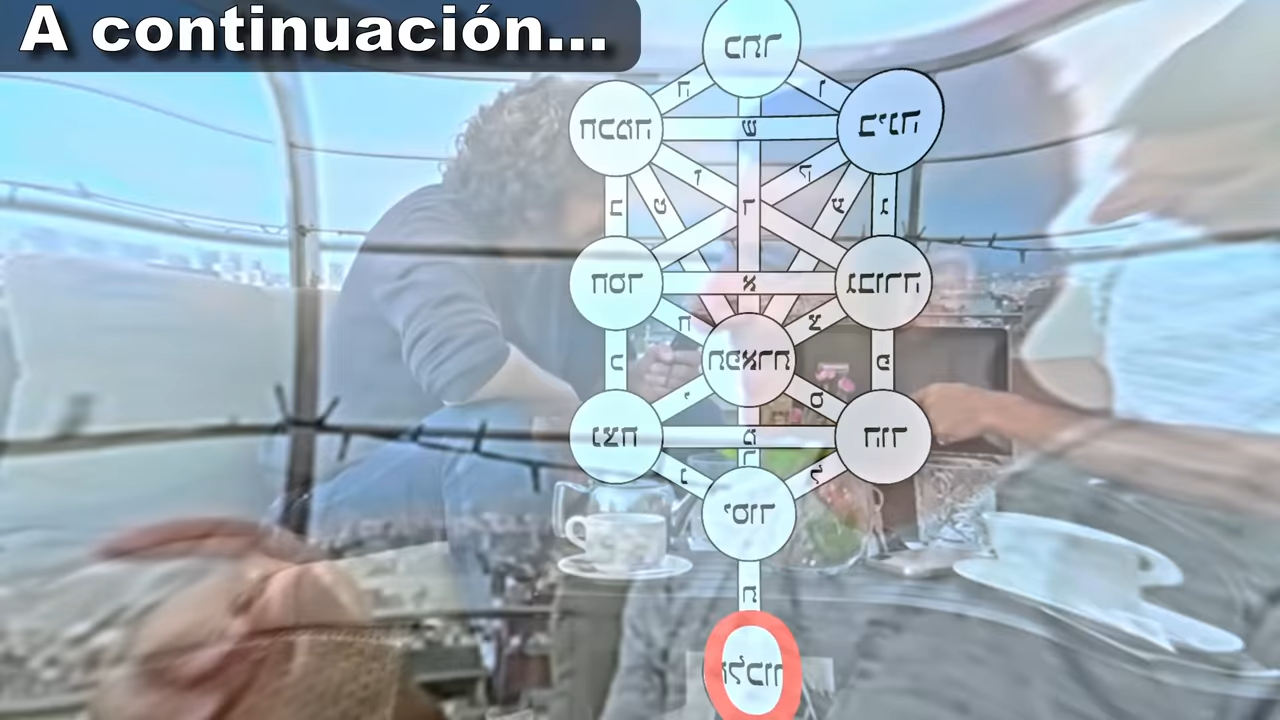 A continuación...
כתר
ה
ו
חכמה
ש
בינה
ז
ק
ב
ט
ד
ע
ג
חסד
א
גבורה
ח
צ
כ
תפארת
פ
י
ס
נצח
מ
הוד
ר
נ
ל
יסוד
ת
מלכות